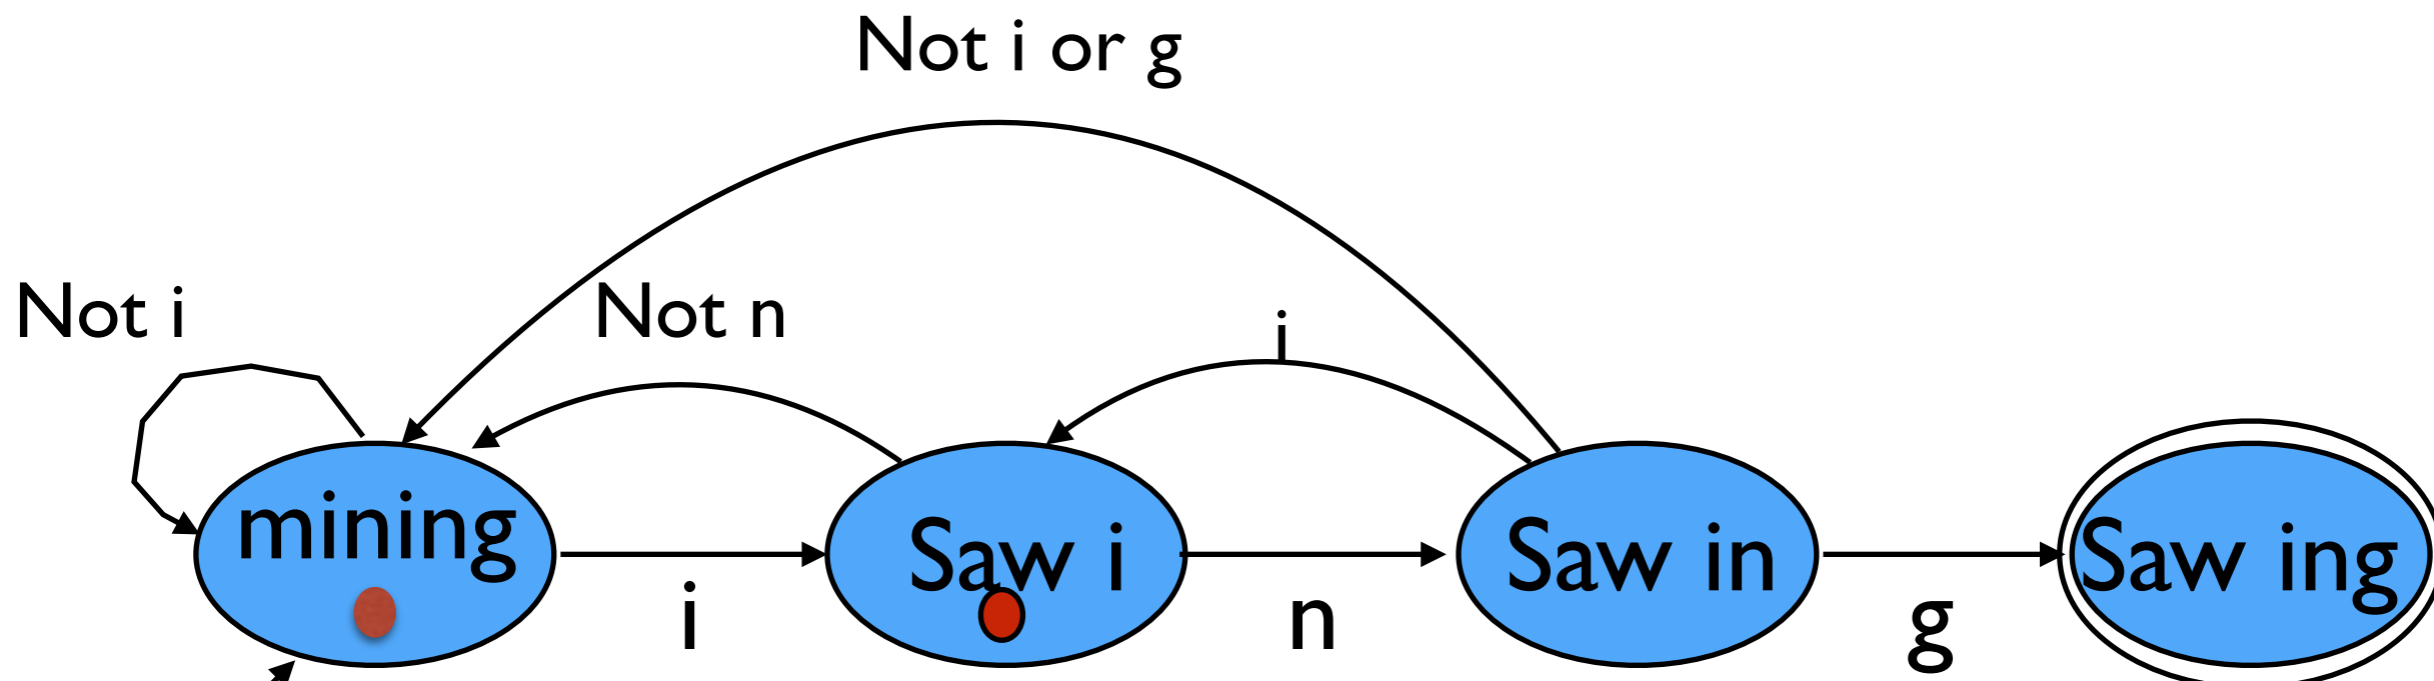 Not i or g
Not i
Not n
i
mining
Saw i
Saw in
Saw ing
i
n
g